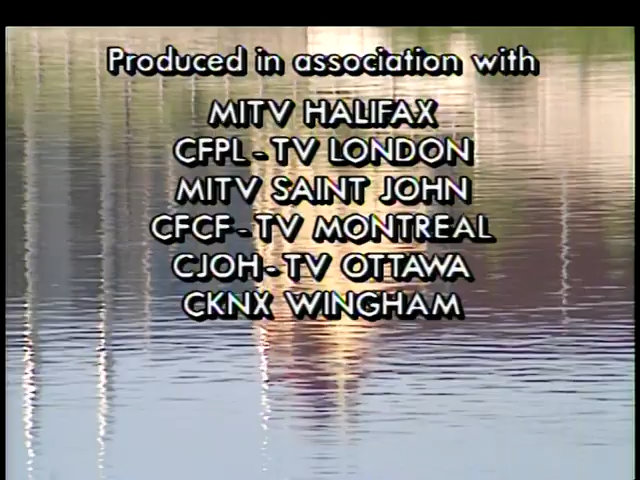 Produced in association with
MITV HALIFAX
CFPL - TV LONDON
MITV SAINT JOHN
CFCF - TV MONTREAL
CJOH - TV OTTAWA
CKNX WINGHAM